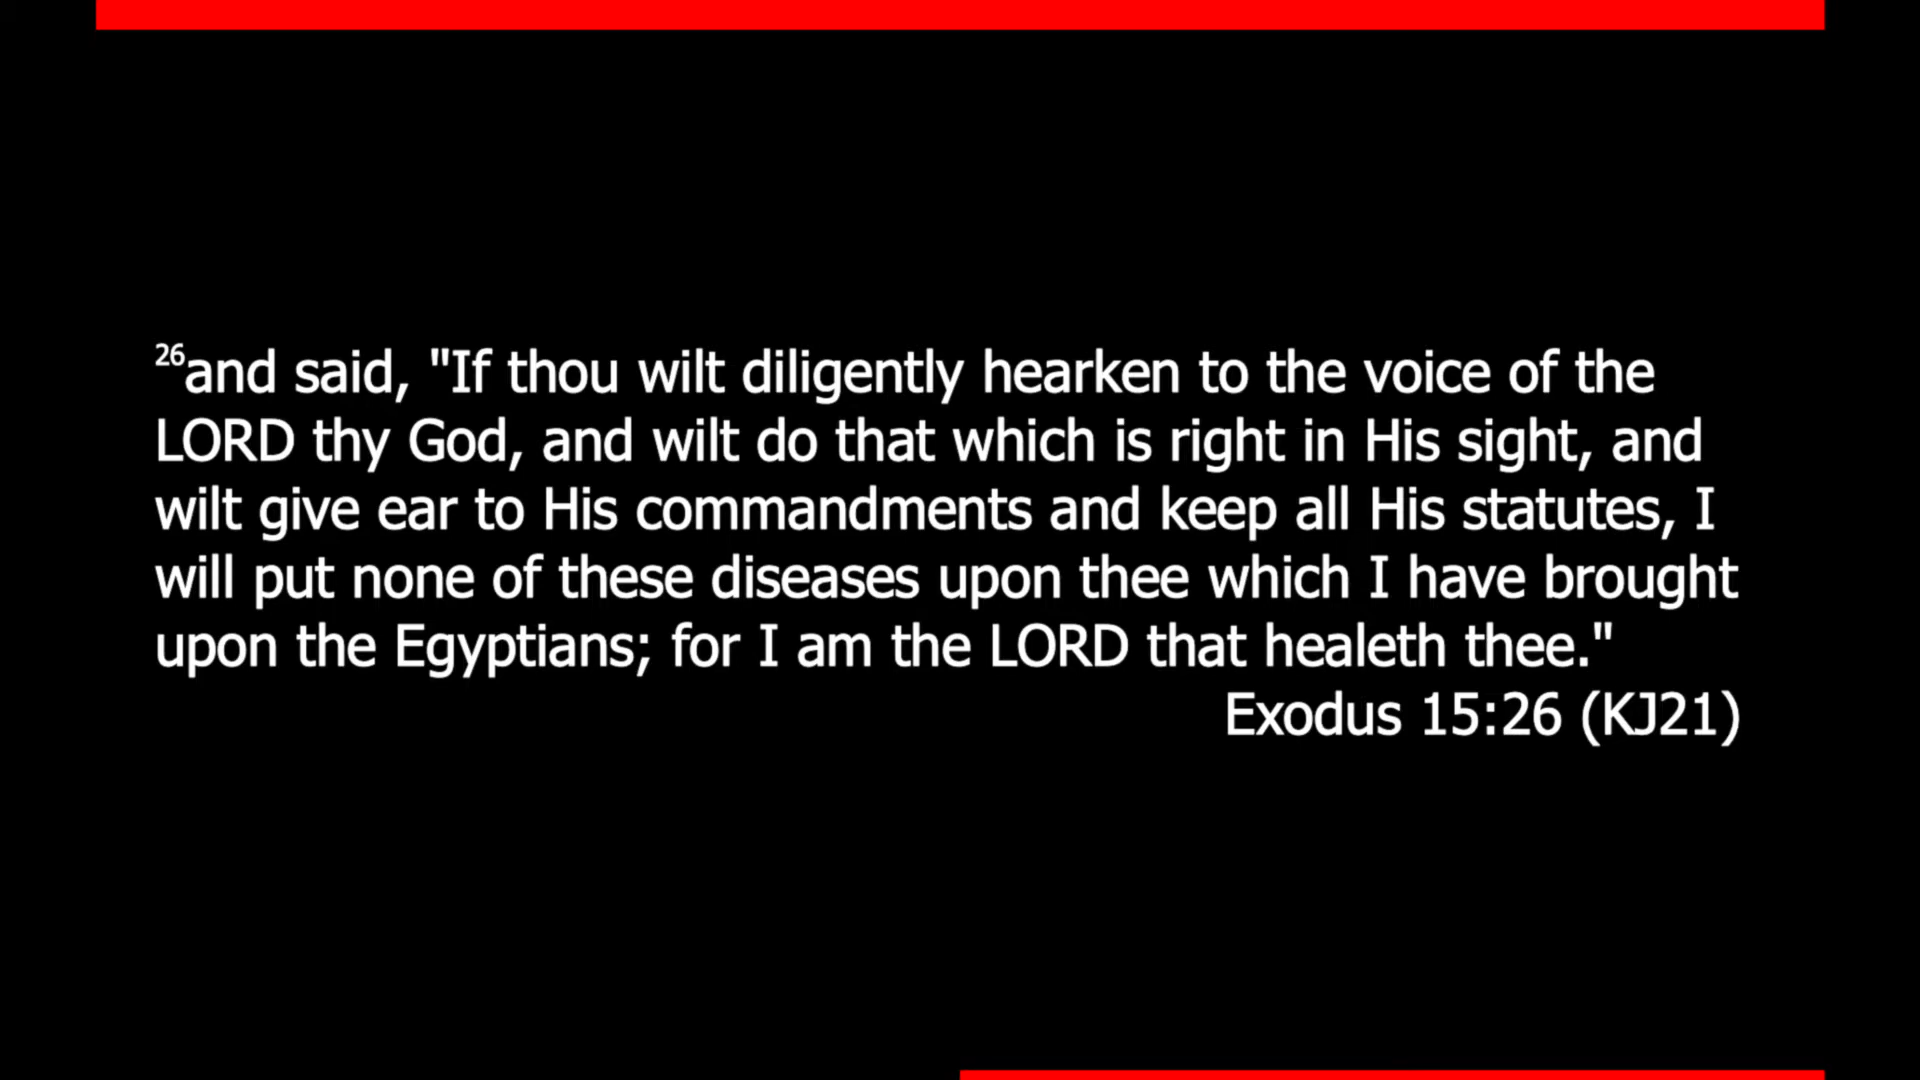 26and said, "If thou wilt diligently hearken to the voice of the
LORD thy God, and wilt do that which is right in His sight, and
wilt give ear to His commandments and keep all His statutes, I
will put none of these diseases upon thee which I have brought
upon the Egyptians; for I am the LORD that healeth thee."
Exodus 15:26 (KJ21)